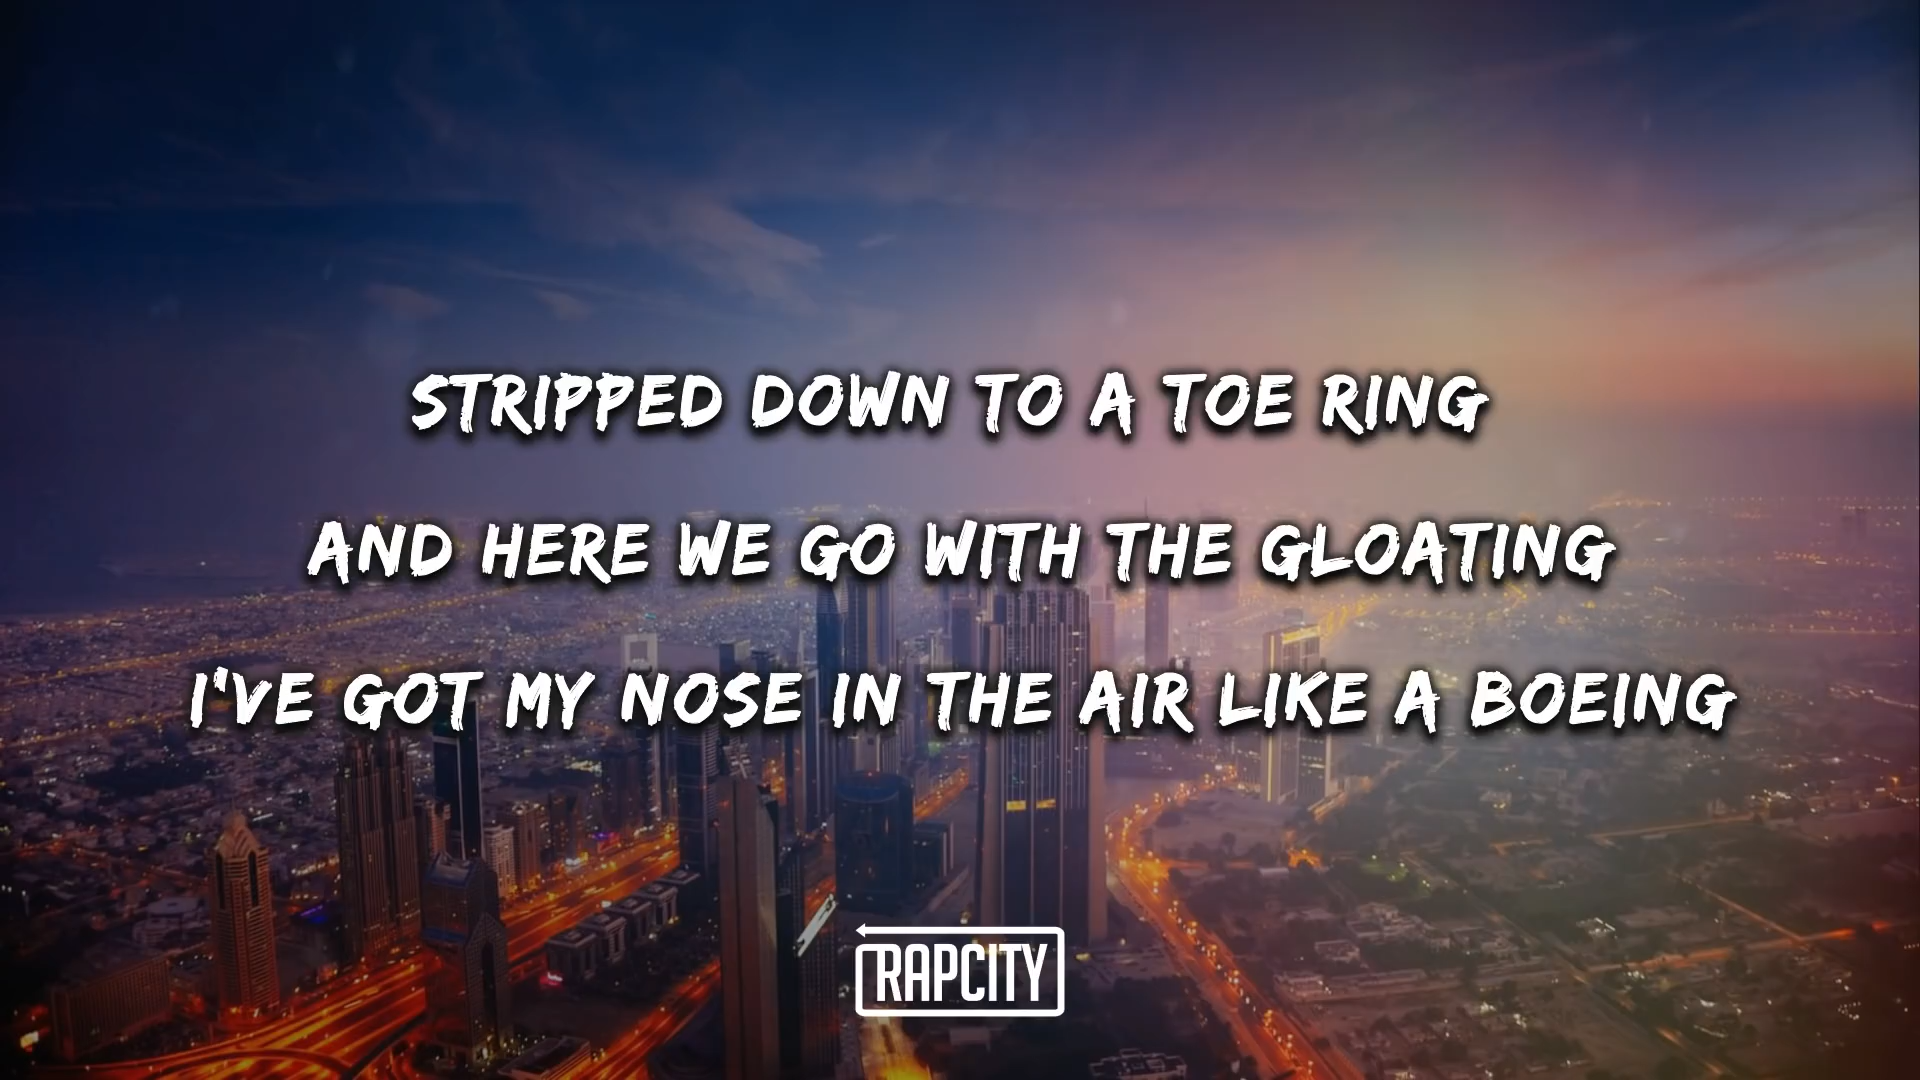 STRIPPED DOWN TO A TOE RING
AND HERE WE GO WITH THE GLOATING
I'VE GOT MY NOSE IN THE AIR LIKE A BOEING
RAPCITY